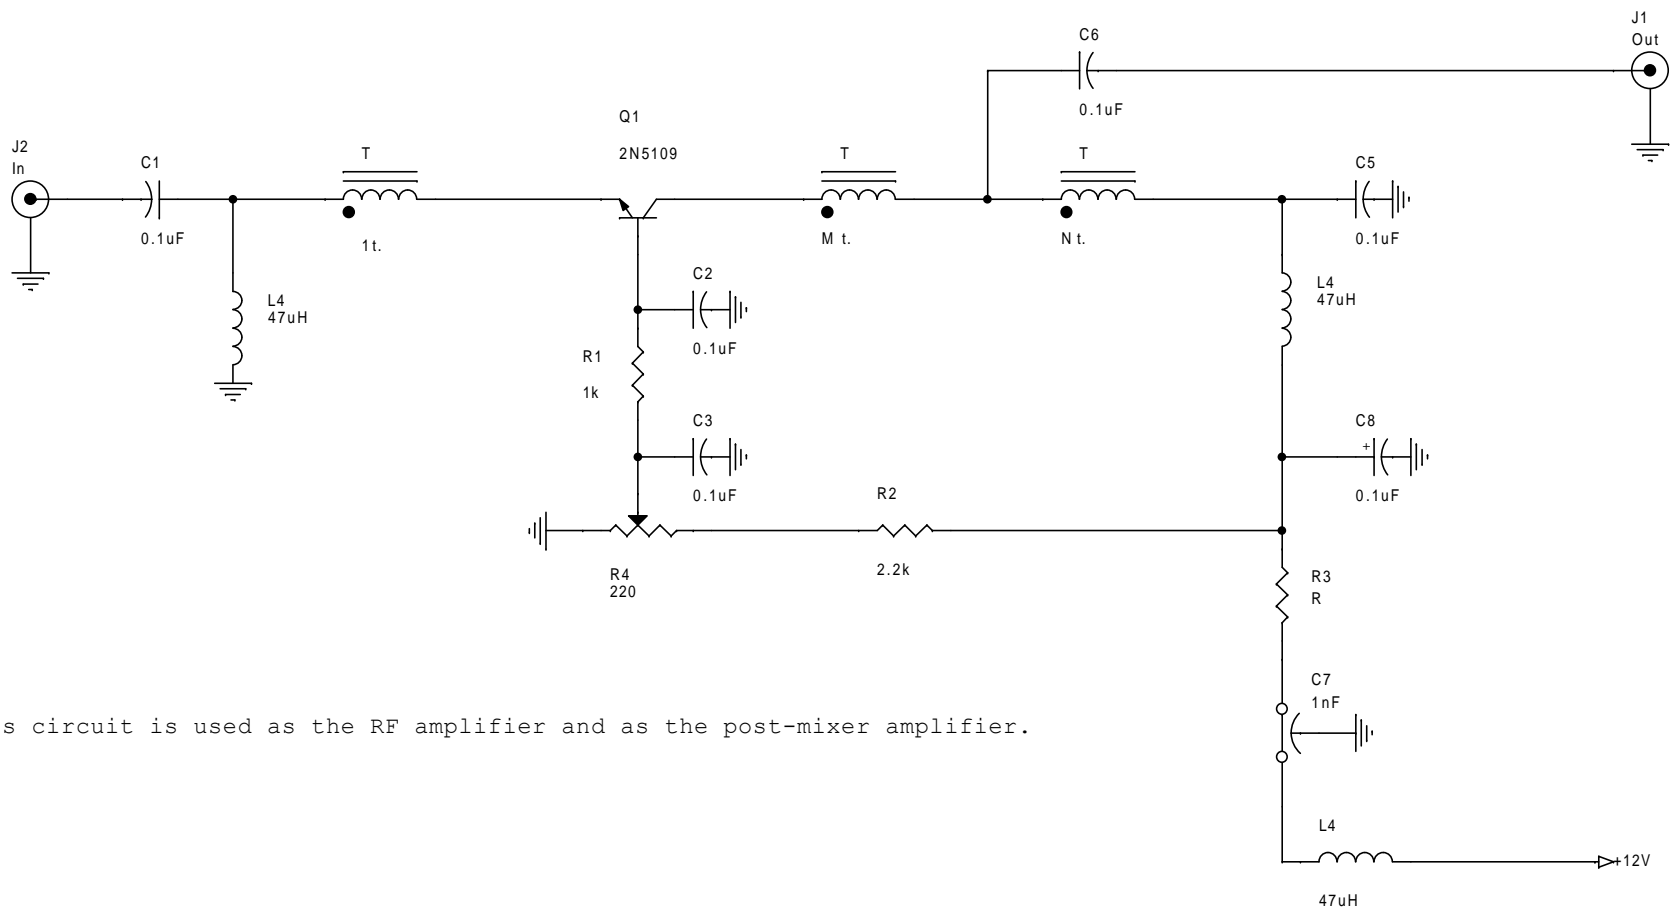 J1
Out
C6
0.1uF
Q1
2N5109
J2
In
C1
0.1uF
T
1t.
T
M t.
T
N t.
C5
0.1uF
L4
47uH
C2
0.1uF
L4
47uH
R1
1k
C3
0.1uF
C8
+
0.1uF
R2
2.2k
R4
220
R3
R
C7
1nF
s circuit is used as the RF amplifier and as the post-mixer amplifier.
L4
47uH
+12V